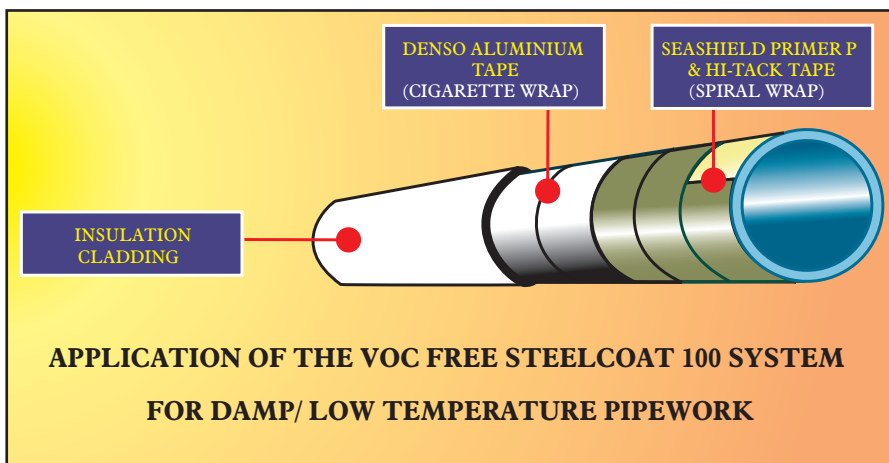 DENSO ALUMINIUM
TAPE
(CIGARETTE WRAP)
SEASHIELD PRIMER P
& HI-TACK TAPE
(SPIRAL WRAP)
INSULATION
CLADDING
APPLICATION OF THE VOC FREE STEELCOAT 100 SYSTEM
FOR DAMP/ LOW TEMPERATURE PIPEWORK